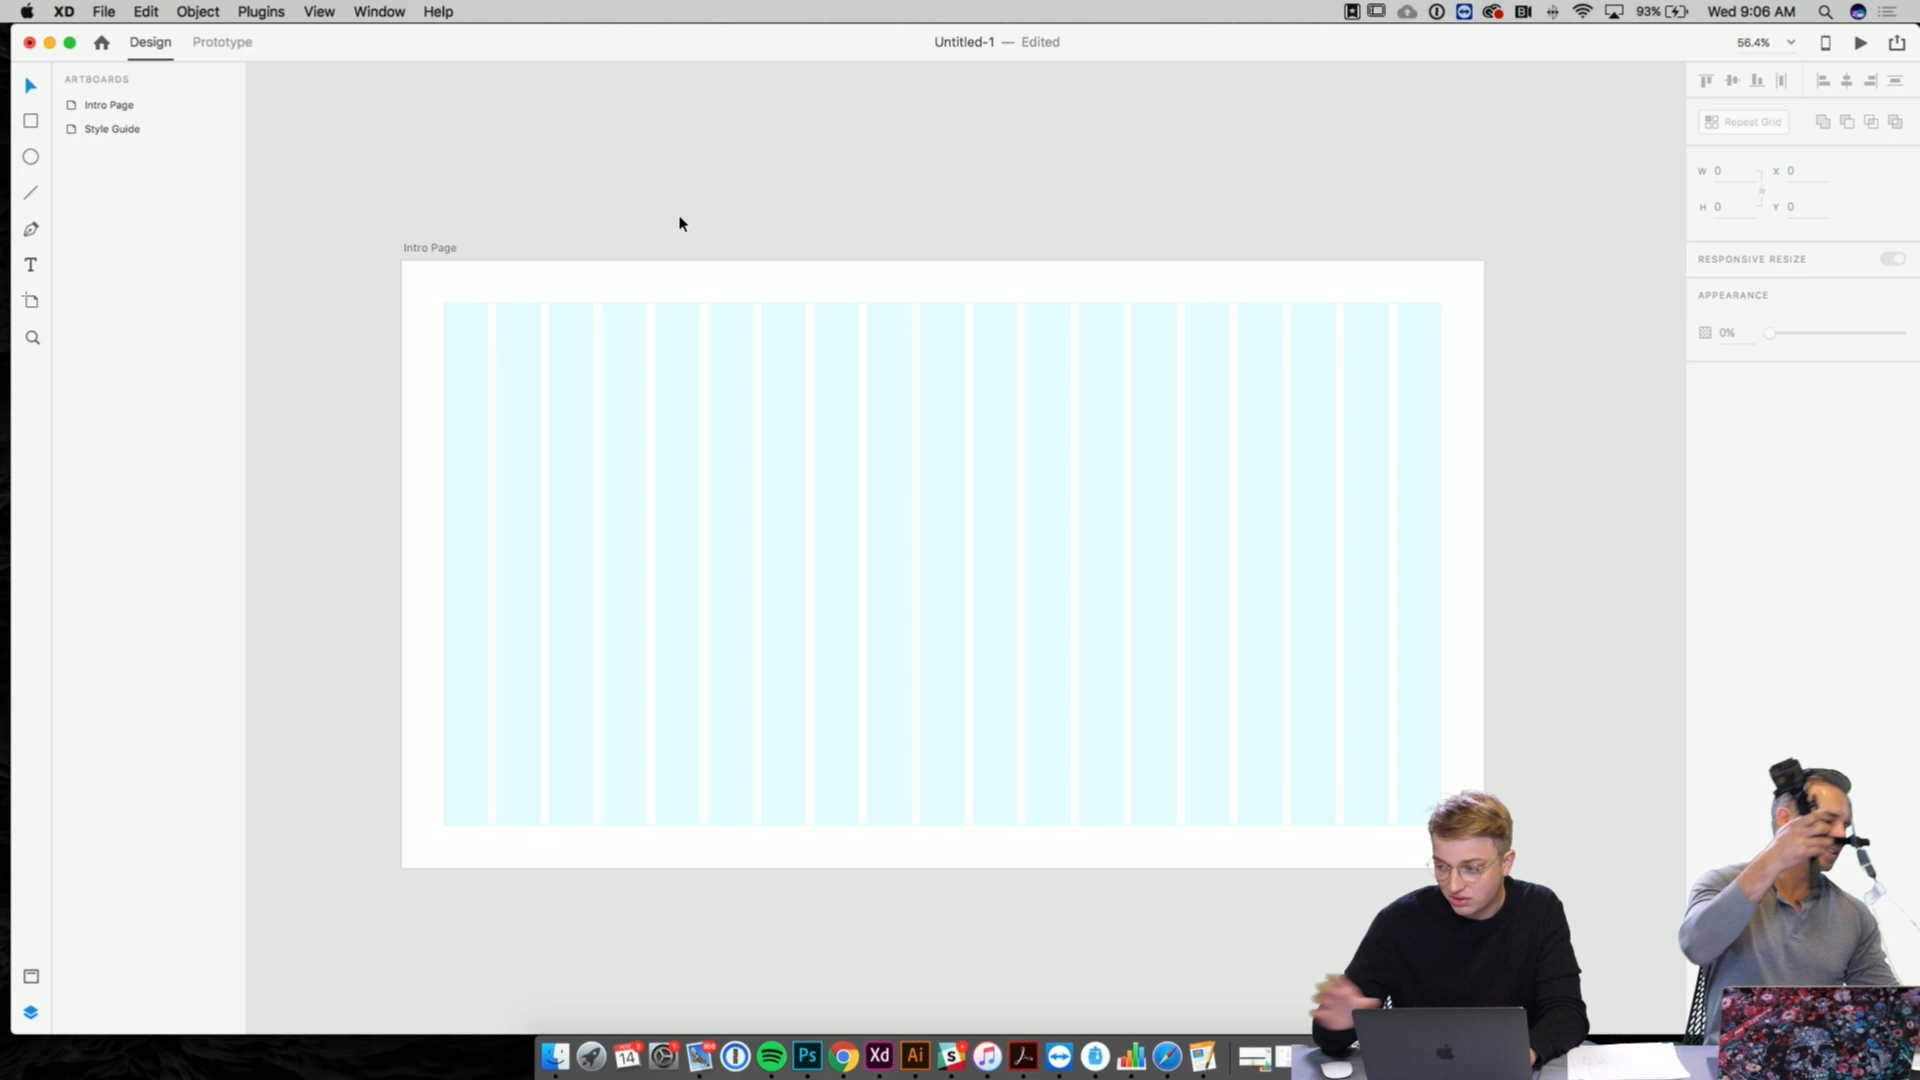 XD File Edit Object Plugins View Window Help
93% Wed 9:06 AM
Design Prototype
Untitled-1 — Edited
56.4%
ARTBOARDS
Intro Page
Style Guide
Intro Page
Repeat Grid
W 0 X 0
H 0 Y 0
RESPONSIVE RESIZE
APPEARANCE
0%
T
14
Ps
Xd
Ai
S